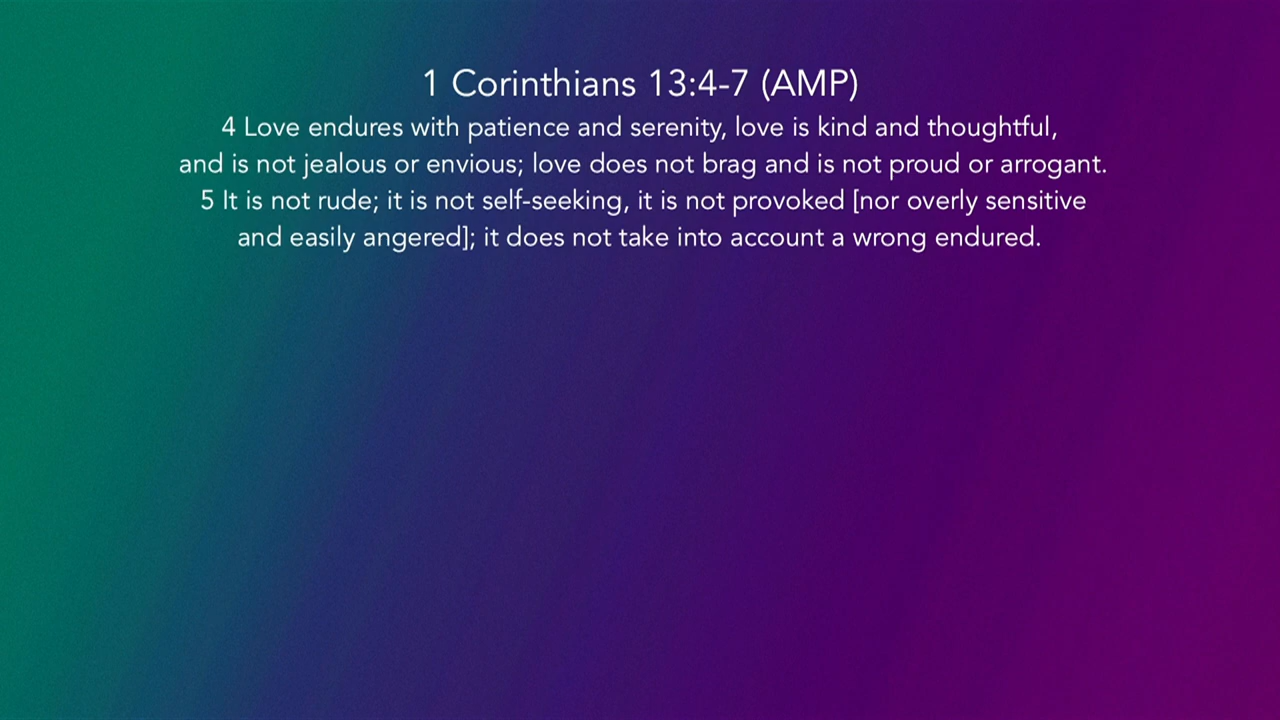 1 Corinthians 13:4-7 (AMP)
4 Love endures with patience and serenity, love is kind and thoughtful,
and is not jealous or envious; love does not brag and is not proud or arrogant.
5 It is not rude; it is not self-seeking, it is not provoked [nor overly sensitive
and easily angered]; it does not take into account a wrong endured.